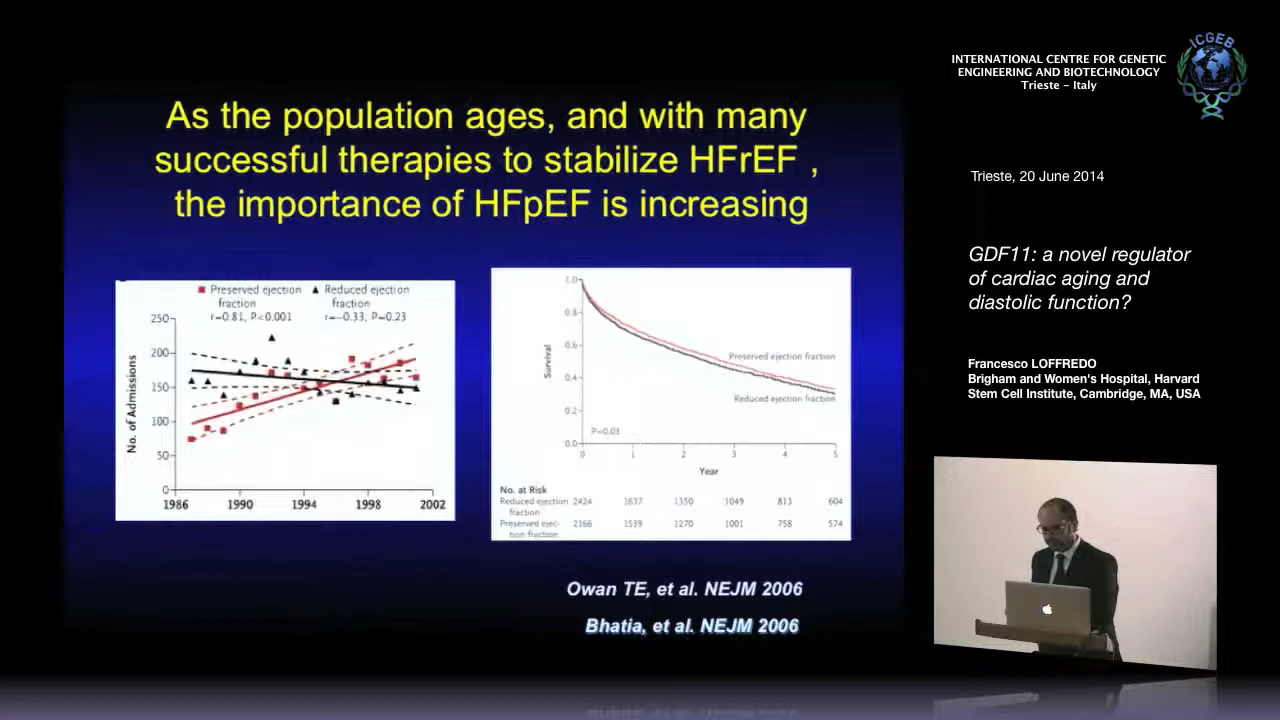 As the population ages, and with many
successful therapies to stabilize HFrEF ,
the importance of HFpEF is increasing
Preserved ejection fraction
r=0.81, P<0.001
Reduced ejection fraction
r=−0.33, P=0.23
No. of Admissions
250
200
150
100
50
0
1986 1990 1994 1998 2002
Survival
1.0
0.8
0.6
0.4
0.2
0.0
Preserved ejection fraction
Reduced ejection fraction
P=0.03
0 1 2 3 4 5
Year
No. at Risk
Reduced ejection fraction 2424 1637 1350 1049 813 604
Preserved ejec-tion fraction 2166 1539 1270 1001 758 574
Owan TE, et al. NEJM 2006
Bhatia, et al. NEJM 2006
INTERNATIONAL CENTRE FOR GENETIC
ENGINEERING AND BIOTECHNOLOGY
Trieste – Italy
ICGEB
Trieste, 20 June 2014
GDF11: a novel regulator
of cardiac aging and
diastolic function?
Francesco LOFFREDO
Brigham and Women's Hospital, Harvard
Stem Cell Institute, Cambridge, MA, USA